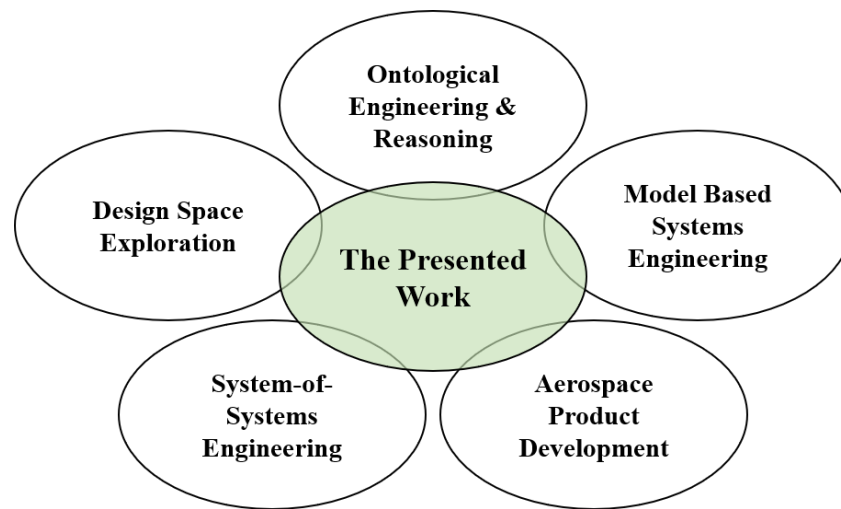 Ontological
Engineering &
Reasoning
Design Space
Exploration
Model Based
Systems
Engineering
The Presented
Work
System-of-
Systems
Engineering
Aerospace
Product
Development